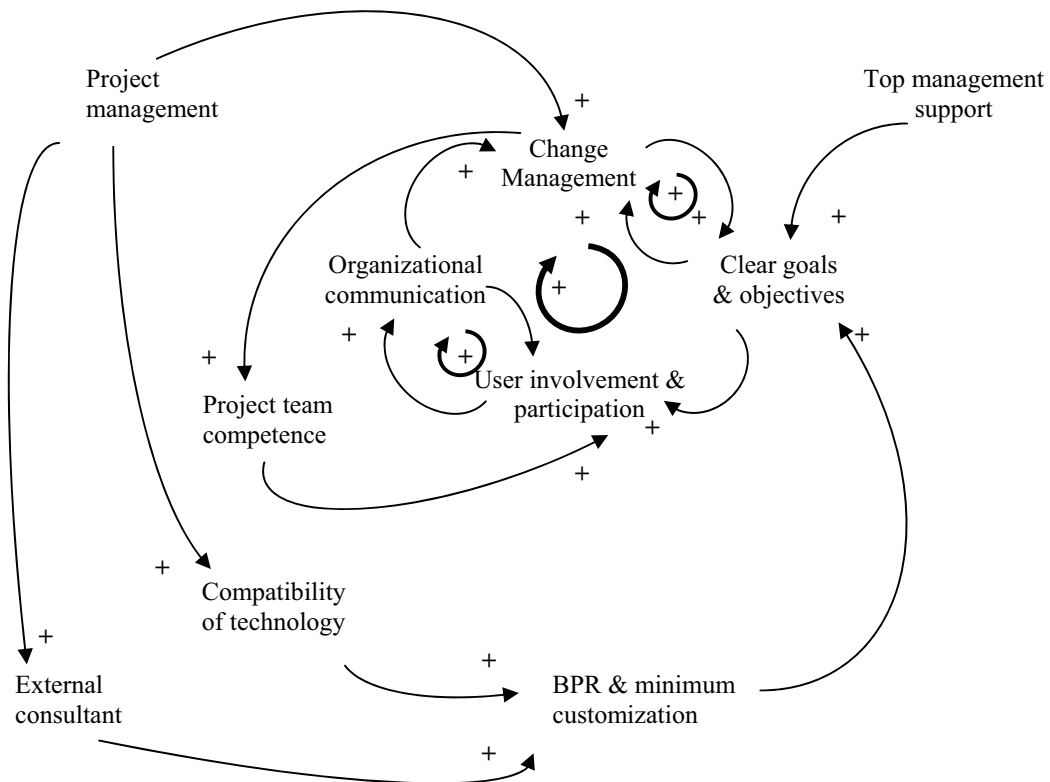 Project
management
Top management
support
+
Change
Management
+
+
+
+
+
Organizational
communication
Clear goals
& objectives
+
+
+
+
+
User involvement &
participation
Project team
competence
+
+
+
Compatibility
of technology
+
+
External
consultant
BPR & minimum
customization
+